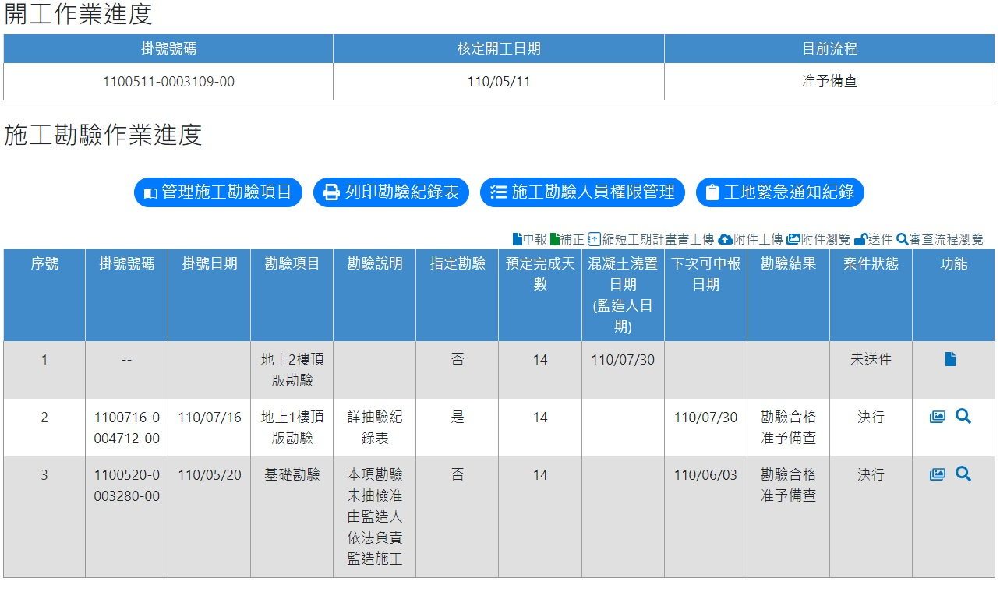 開工作業進度
掛號號碼 核定開工日期 目前流程
1100511-0003109-00 110/05/11 准予備查
施工勘驗作業進度
管理施工勘驗項目 列印勘驗紀錄表 施工勘驗人員權限管理 工地緊急通知紀錄
申報 補正 縮短工期計畫書上傳 附件上傳 附件瀏覽 送件 審查流程瀏覽
序號 掛號號碼 掛號日期 勘驗項目 勘驗說明 指定勘驗 預定完成天 混凝土澆置 下次可申報 勘驗結果 案件狀態 功能
數 日期 日期
(監造人日
期)
1 -- 地上2樓頂 否 14 110/07/30 未送件
版勘驗
2 1100716-0 110/07/16 地上1樓頂 詳抽驗紀 是 14 110/07/30 勘驗合格 決行
004712-00 版勘驗 錄表 准予備查
3 1100520-0 110/05/20 基礎勘驗 本項勘驗 否 14 110/06/03 勘驗合格 決行
003280-00 未抽檢准 准予備查
由監造人
依法負責
監造施工